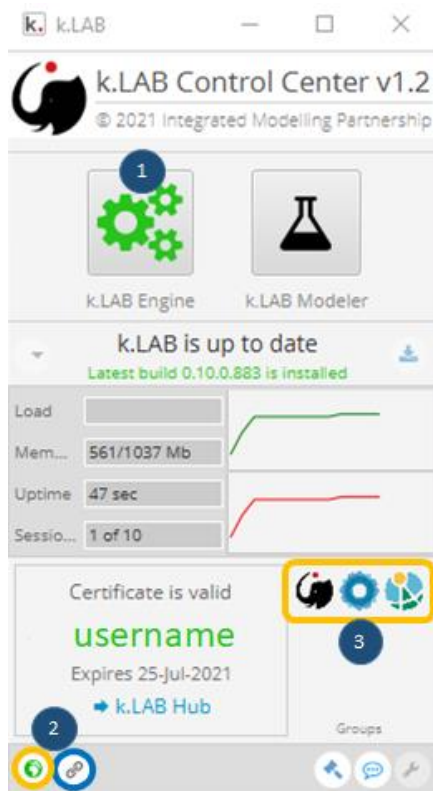 k. k.LAB
k.LAB Control Center v1.2
© 2021 Integrated Modelling Partnership
1
k.LAB Engine k.LAB Modeler
k.LAB is up to date
Latest build 0.10.0.883 is installed
Load
Mem... 561/1037 Mb
Uptime 47 sec
Sessio... 1 of 10
Certificate is valid
username
Expires 25-Jul-2021
k.LAB Hub
3
Groups
2